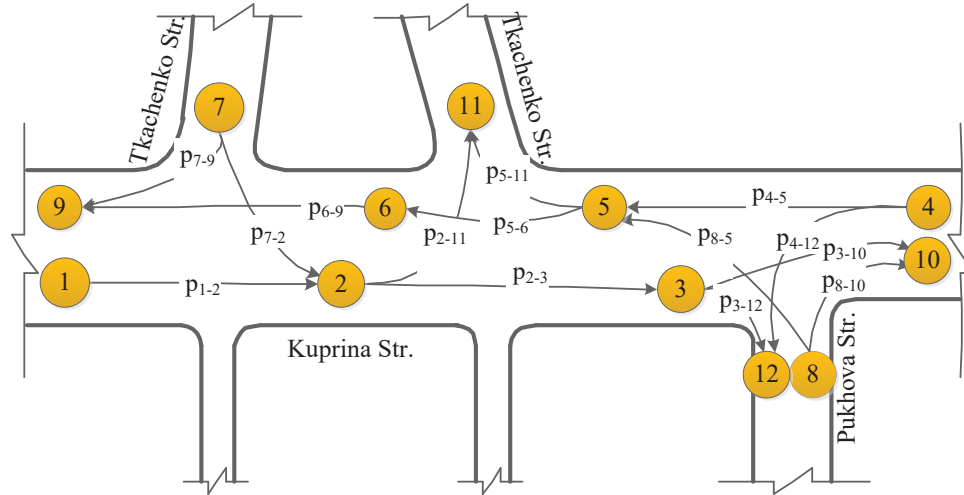 Tkachenko Str.
Tkachenko Str.
7
11
p7-9
p5-11
9
6
5
4
p6-9
p5-6
p4-5
p7-2
p2-11
p8-5
p4-12
p3-10
10
1
2
3
p1-2
p2-3
p8-10
p3-12
Kuprina Str.
12
8
Pukhova Str.